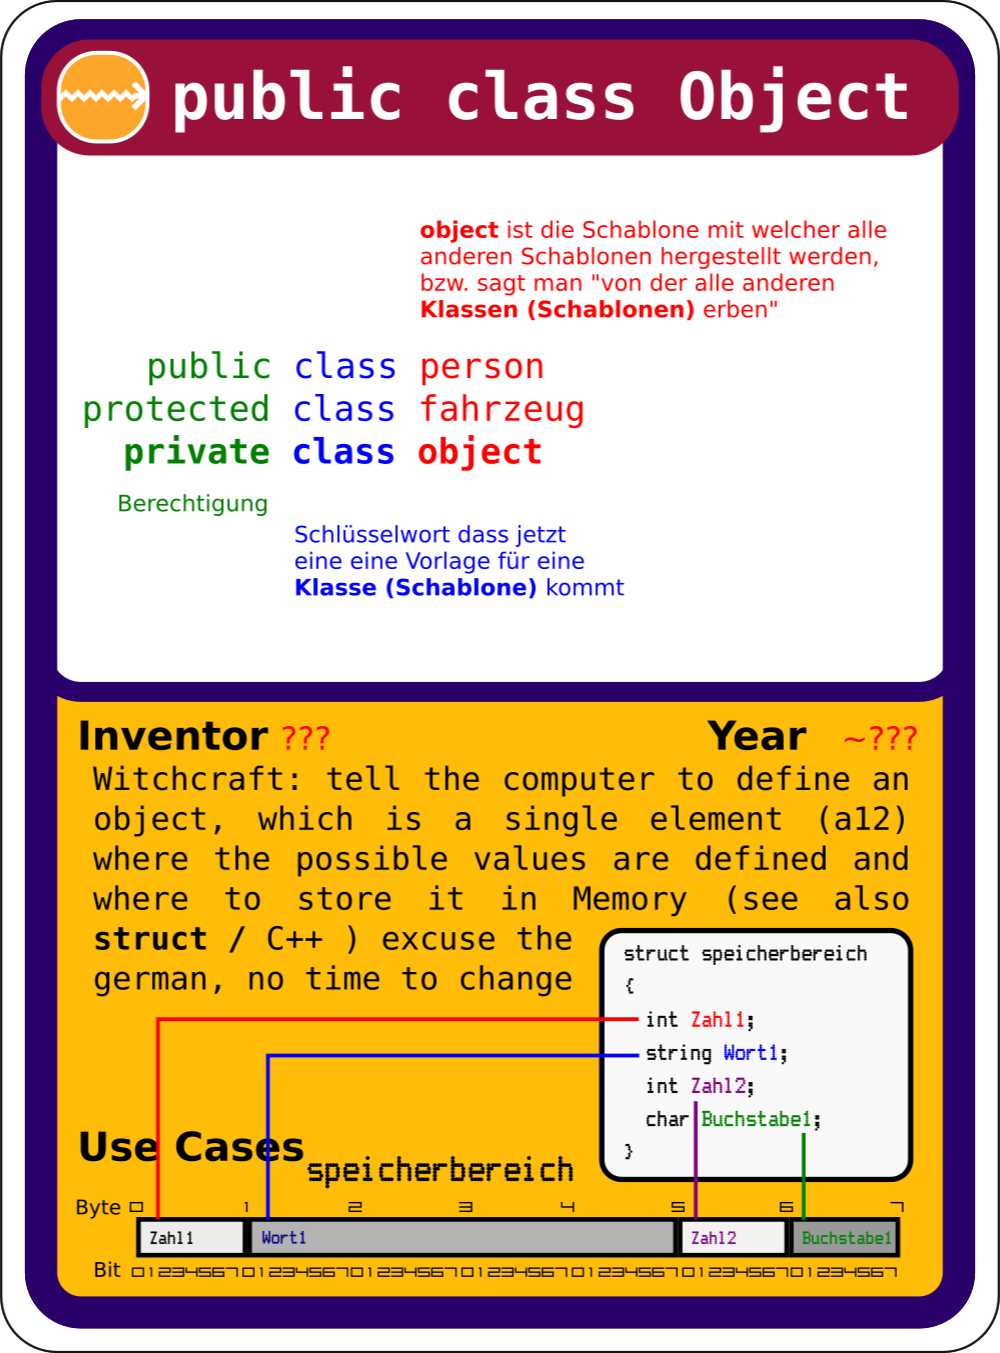 public class Object
object ist die Schablone mit welcher alle
anderen Schablonen hergestellt werden,
bzw. sagt man "von der alle anderen
Klassen (Schablonen) erben"
public class person
protected class fahrzeug
private class object
Berechtigung
Schlüsselwort dass jetzt
eine eine Vorlage für eine
Klasse (Schablone) kommt
Inventor ??? Year ~???
Witchcraft: tell the computer to define an
object, which is a single element (a12)
where the possible values are defined and
where to store it in Memory (see also
struct / C++ ) excuse the
german, no time to change
struct speicherbereich
{
int Zahl1;
string Wort1;
int Zahl2;
char Buchstabe1;
}
Use Cases
speicherbereich
Byte 0 1 2 3 4 5 6 7
Zahl1 Wort1 Zahl2 Buchstabe1
Bit 01234567012345670123456701234567012345670123456701234567